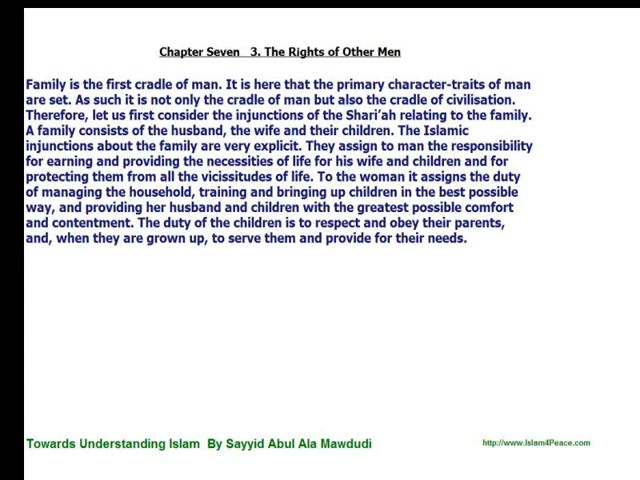 Chapter Seven   3. The Rights of Other Men
Family is the first cradle of man. It is here that the primary character-traits of man
are set. As such it is not only the cradle of man but also the cradle of civilisation.
Therefore, let us first consider the injunctions of the Shari’ah relating to the family.
A family consists of the husband, the wife and their children. The Islamic
injunctions about the family are very explicit. They assign to man the responsibility
for earning and providing the necessities of life for his wife and children and for
protecting them from all the vicissitudes of life. To the woman it assigns the duty
of managing the household, training and bringing up children in the best possible
way, and providing her husband and children with the greatest possible comfort
and contentment. The duty of the children is to respect and obey their parents,
and, when they are grown up, to serve them and provide for their needs.
Towards Understanding Islam  By Sayyid Abul Ala Mawdudi
http://www.Islam4Peace.com